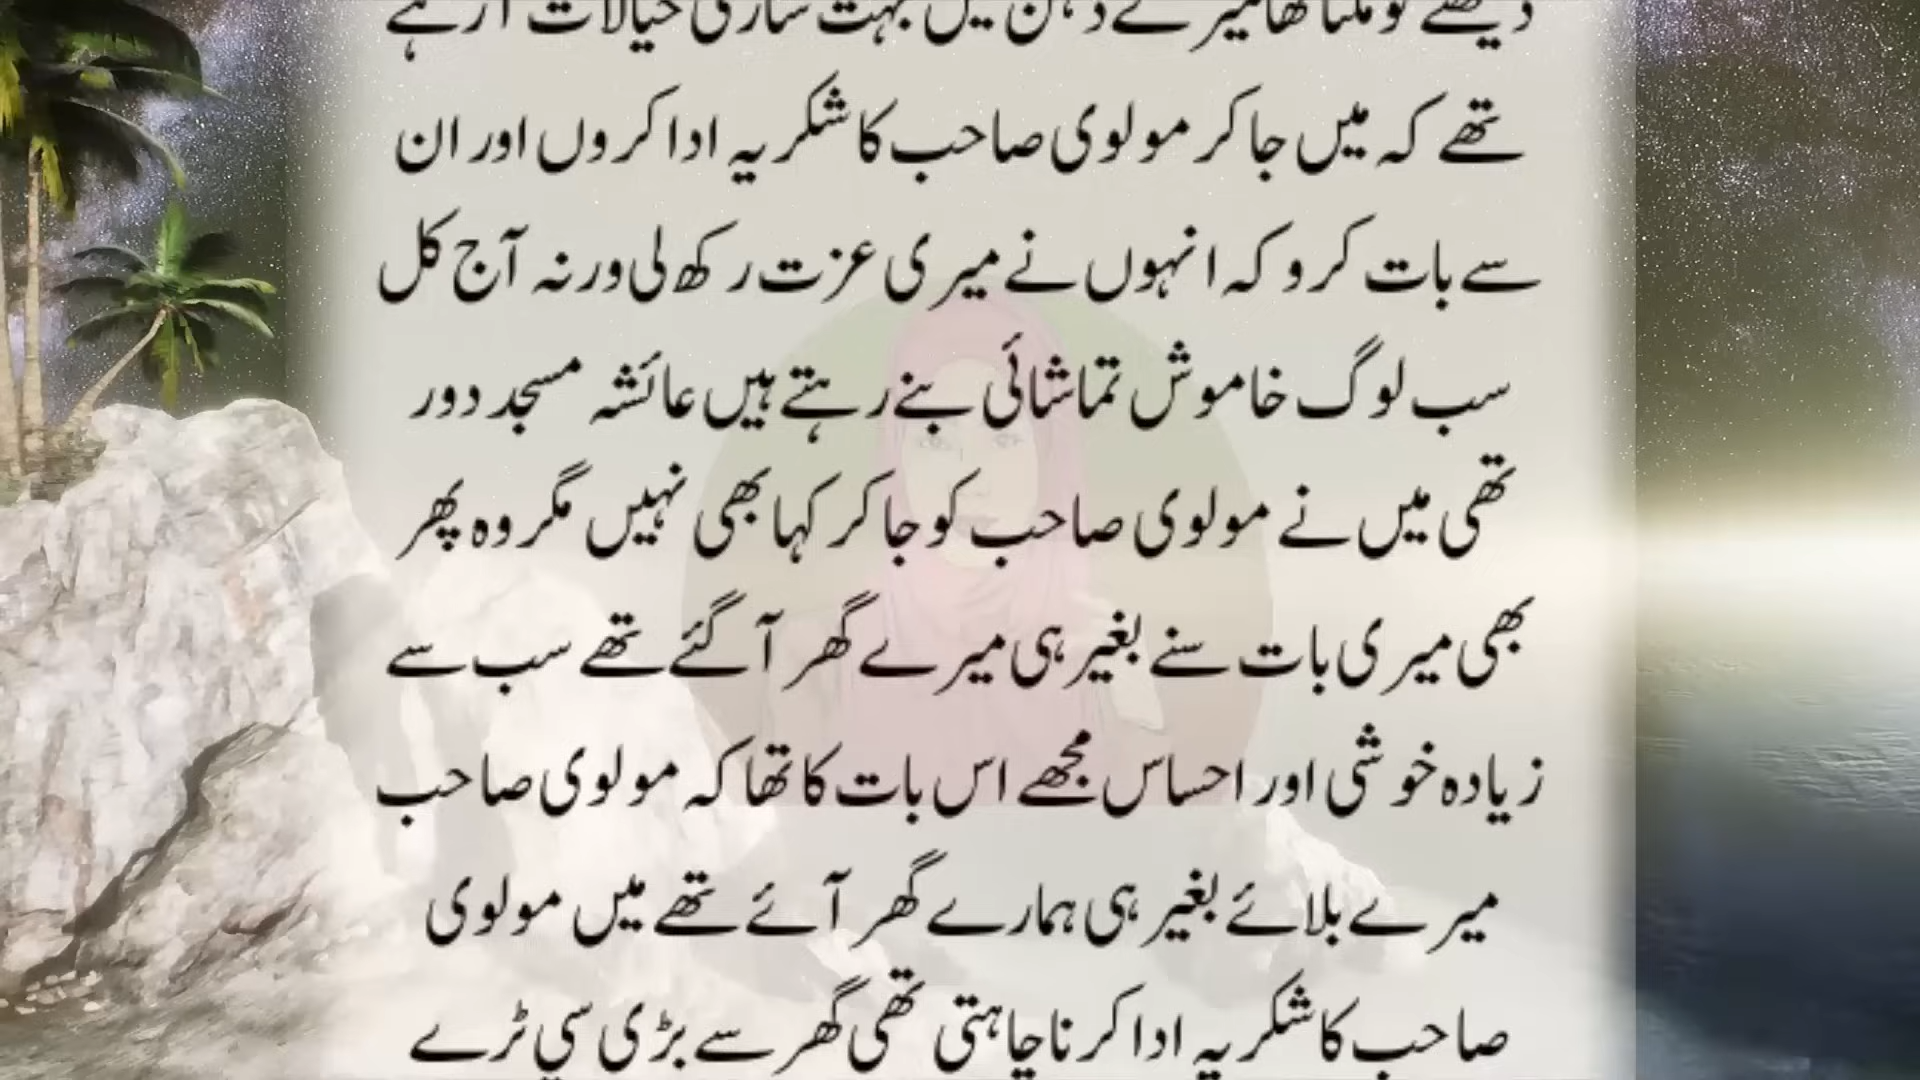 دیکھنے کو ملتا تھا میرے ذہن میں بہت ساری خیالات آ رہے
تھے کہ میں جا کر مولوی صاحب کا شکریہ ادا کروں اور ان
سے بات کرو کہ انہوں نے میری عزت رکھ لی ورنہ آج کل
سب لوگ خاموش تماشائی بنے رہتے ہیں عائشہ مسجد دور
تھی میں نے مولوی صاحب کو جا کر کہا بھی نہیں مگر وہ پھر
بھی میری بات سنے بغیر ہی میرے گھر آ گئے تھے سب سے
زیادہ خوشی اور احساس مجھے اس بات کا تھا کہ مولوی صاحب
میرے بلائے بغیر ہی ہمارے گھر آئے تھے میں مولوی
صاحب کا شکریہ ادا کرنا چاہتی تھی گھر سے بڑی سی ٹرے